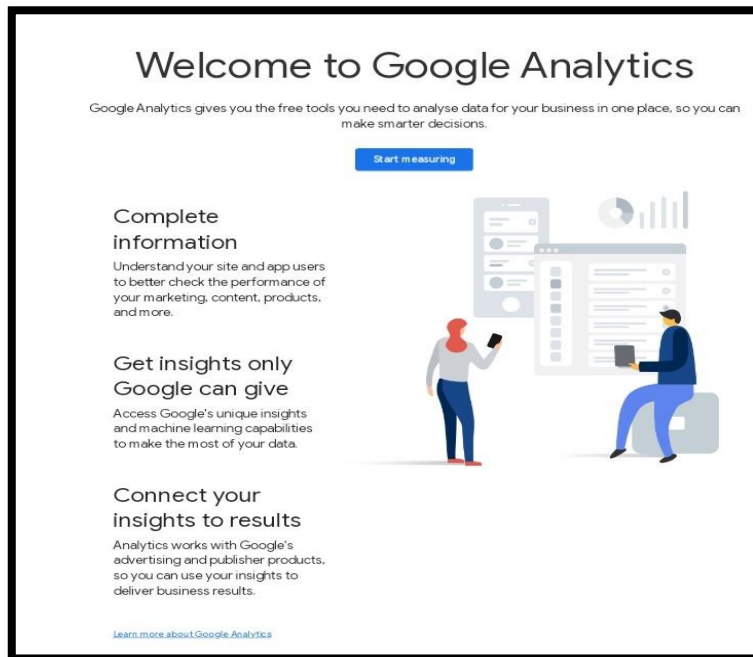 Welcome to Google Analytics
Google Analytics gives you the free tools you need to analyse data for your business in one place, so you can
make smarter decisions.
Start measuring
Complete
information
Understand your site and app users
to better check the performance of
your marketing, content, products,
and more.
Get insights only
Google can give
Access Google's unique insights
and machine learning capabilities
to make the most of your data.
Connect your
insights to results
Analytics works with Google's
advertising and publisher products,
so you can use your insights to
deliver business results.
Learn more about Google Analytics